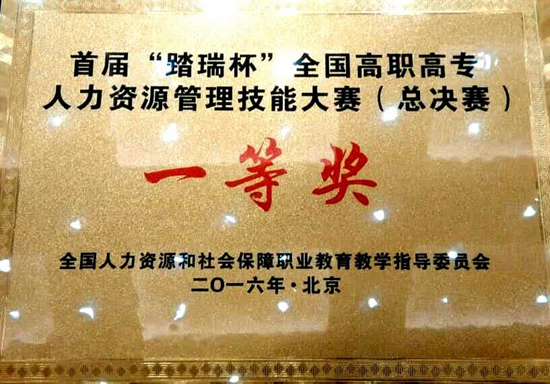 首届“踏瑞杯”全国高职高专
人力资源管理技能大赛（总决赛）
一等奖
全国人力资源和社会保障职业教育教学指导委员会
二〇一六年·北京